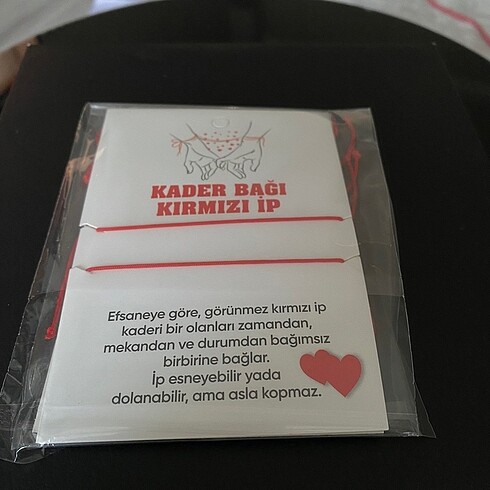 KADER BAĞI
KIRMIZI İP
Efsaneye göre, görünmez kırmızı ip
kaderi bir olanları zamandan,
mekandan ve durumdan bağımsız
birbirine bağlar.
İp esneyebilir yada
dolanabilir, ama asla kopmaz.